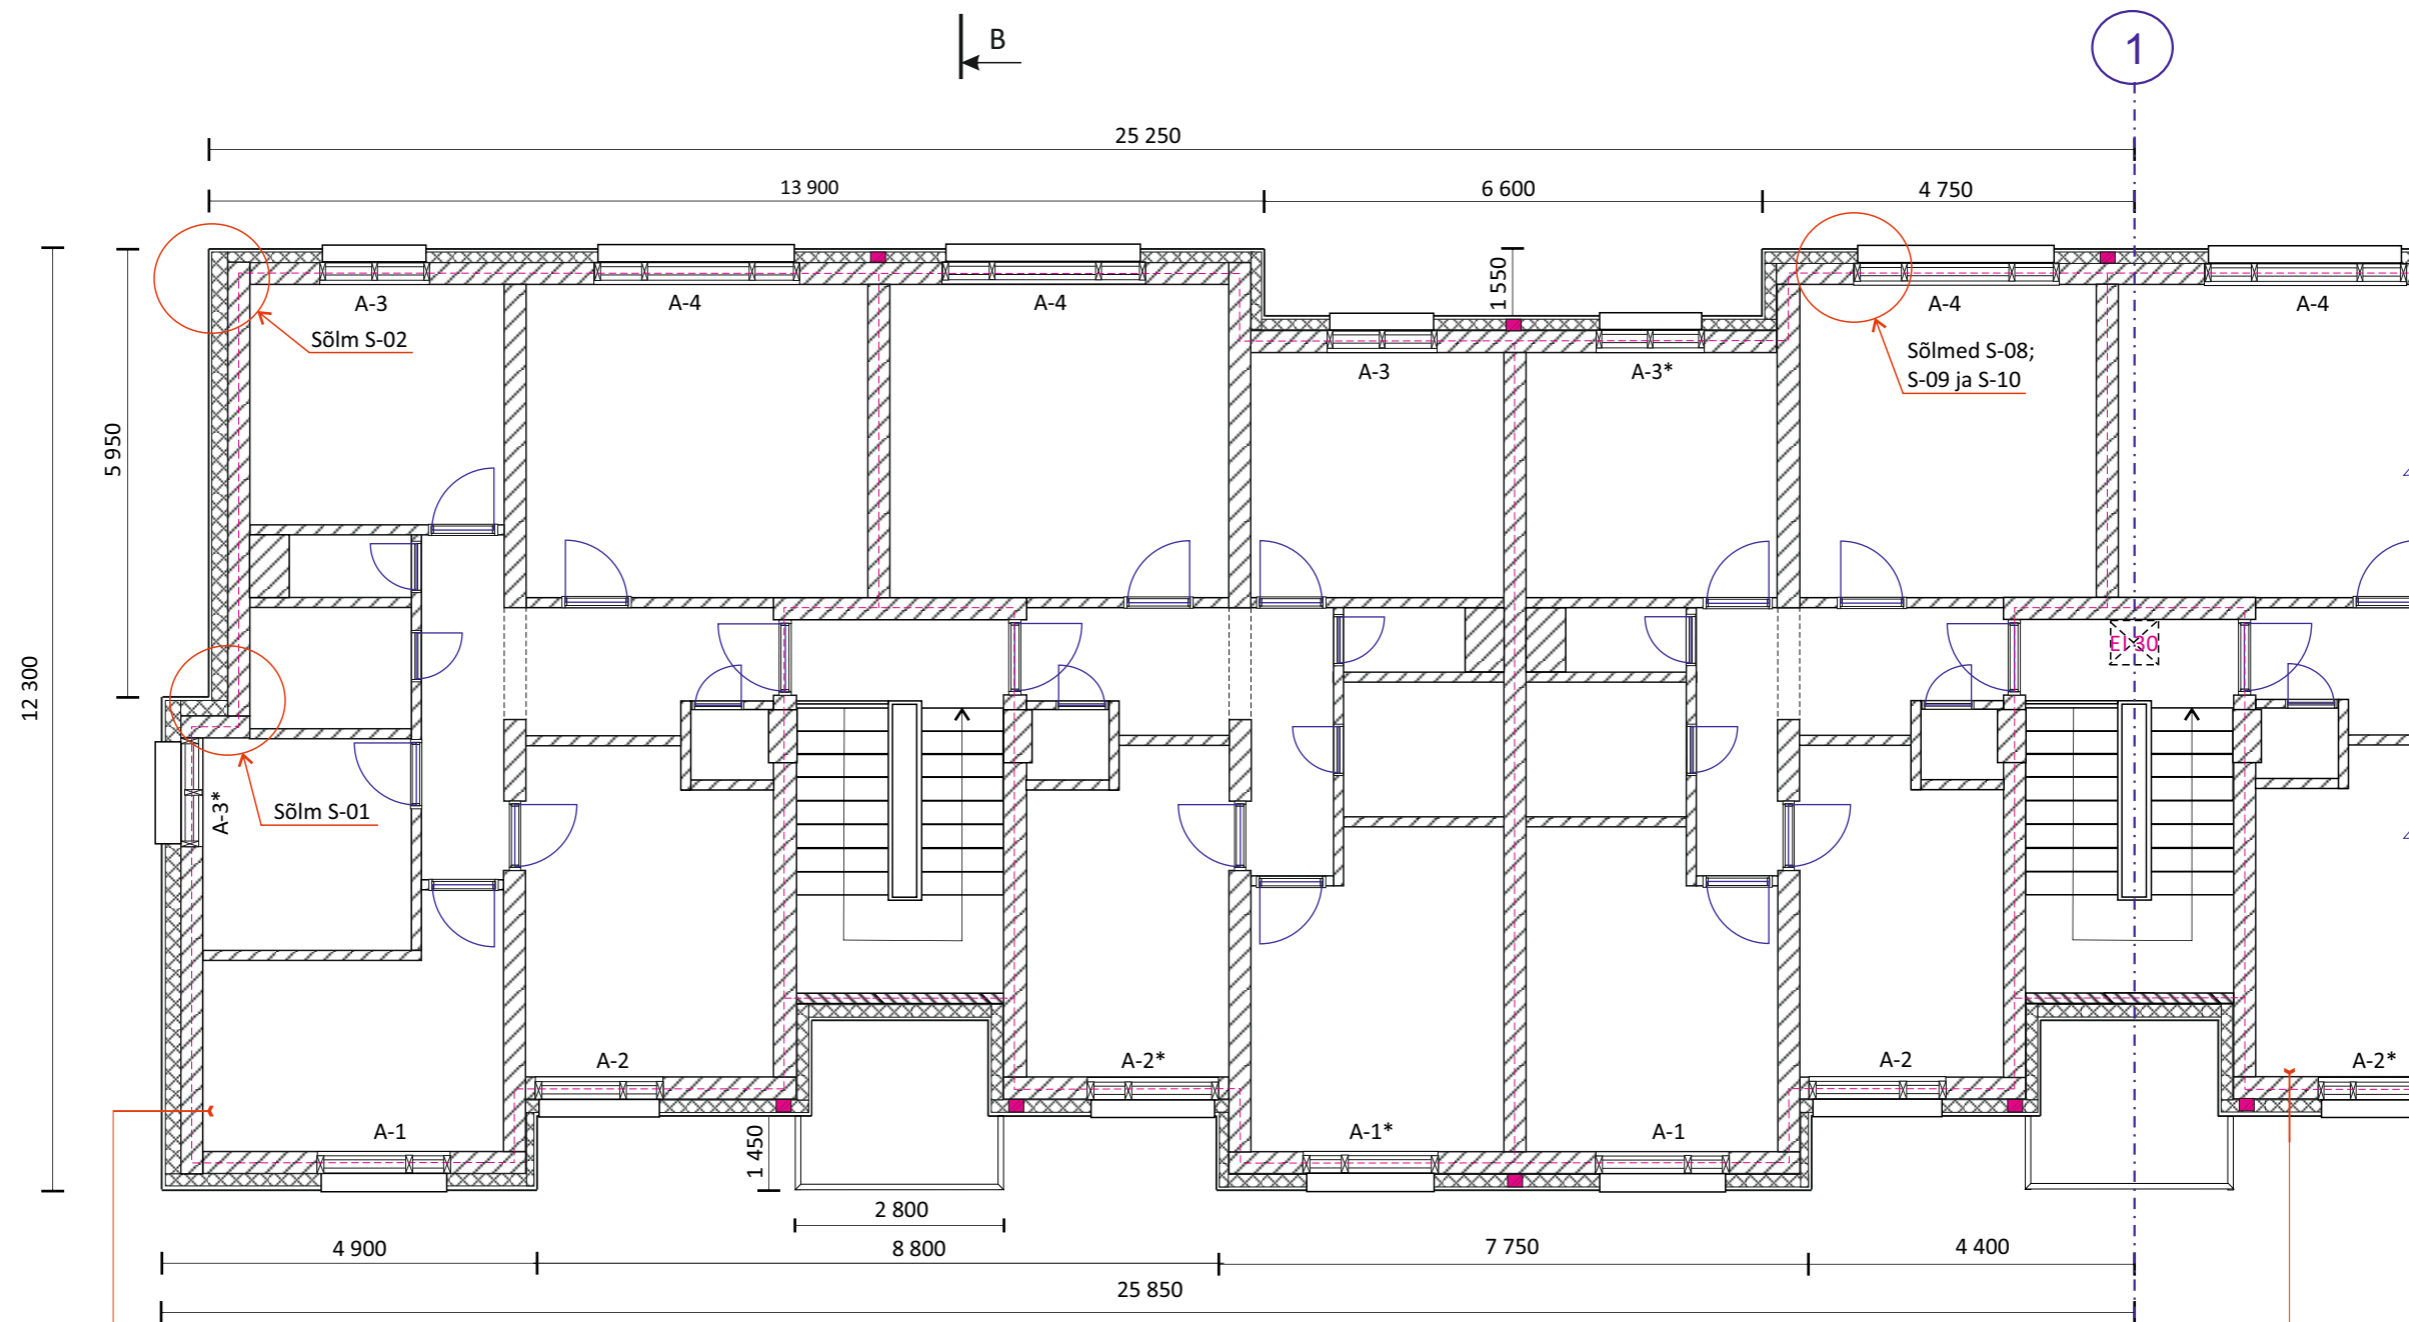 B
1
25 250
13 900
6 600
4 750
1 550
A-3
A-4
A-4
A-4
A-4
Sõlm S-02
Sõlmed S-08;
S-09 ja S-10
A-3
A-3*
5 950
12 300
EI-30
A-3*
Sõlm S-01
A-2
A-2*
A-2
A-2*
A-1
A-1*
A-1
1 450
2 800
4 900
8 800
7 750
4 400
25 850